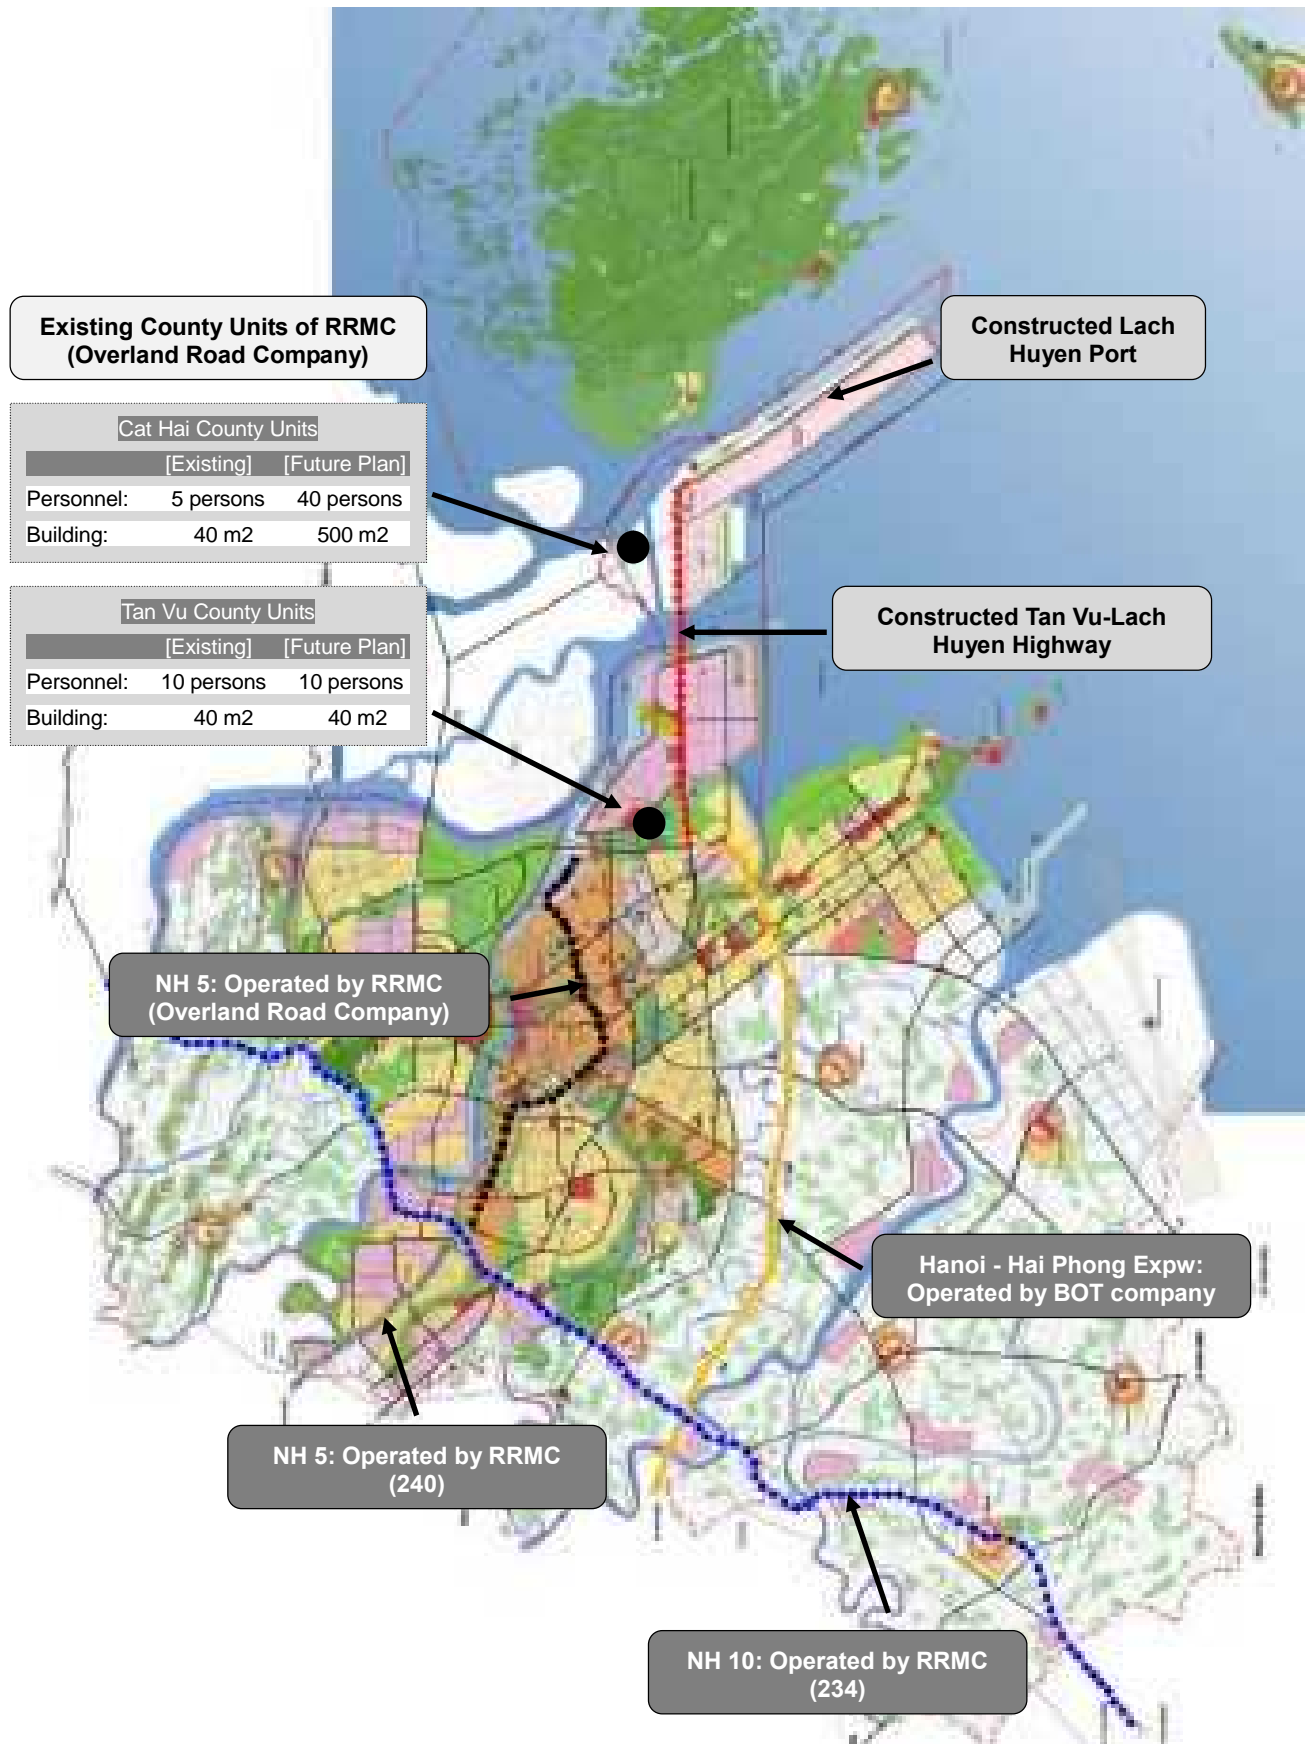 Existing County Units of RRMC
(Overland Road Company)
Constructed Lach
Huyen Port
Cat Hai County Units
[Existing] [Future Plan]
Personnel: 5 persons 40 persons
Building: 40 m2 500 m2
Tan Vu County Units
[Existing] [Future Plan]
Personnel: 10 persons 10 persons
Building: 40 m2 40 m2
Constructed Tan Vu-Lach
Huyen Highway
NH 5: Operated by RRMC
(Overland Road Company)
Hanoi - Hai Phong Expw:
Operated by BOT company
NH 5: Operated by RRMC
(240)
NH 10: Operated by RRMC
(234)